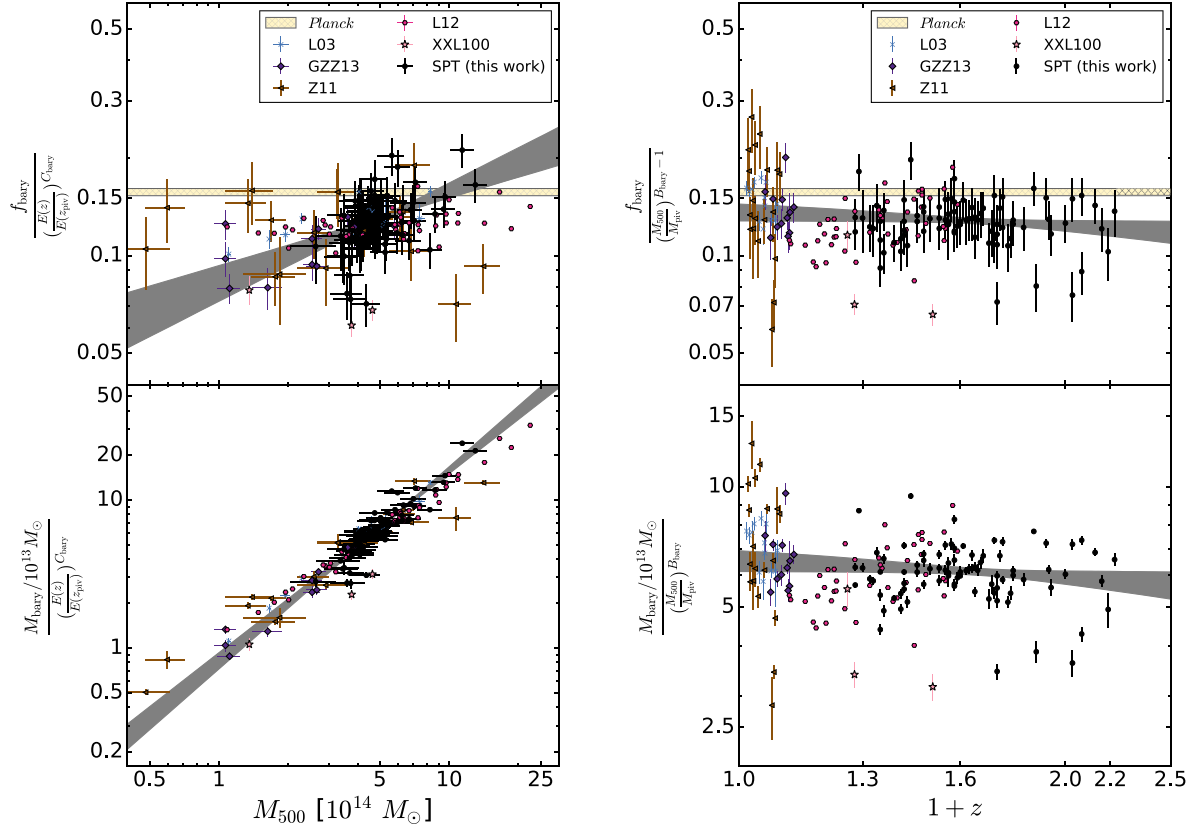 Planck
L03
GZZ13
Z11
L12
XXL100
SPT (this work)
0.5
0.3
0.15
0.1
0.05
f_bary
(E(z)/E(z_piv))^C_bary
50
20
10
5
2
1
0.5
0.2
M_bary/10^13 M_⊙
(E(z)/E(z_piv))^C_bary
0.5 1 5 10 25
M_500 [10^14 M_⊙]
Planck
L03
GZZ13
Z11
L12
XXL100
SPT (this work)
0.5
0.3
0.15
0.1
0.07
0.05
f_bary
(M_500/M_piv)^B_bary−1
15
10
5
2.5
M_bary/10^13 M_⊙
(M_500/M_piv)^B_bary
1.0 1.3 1.6 2.0 2.2 2.5
1 + z